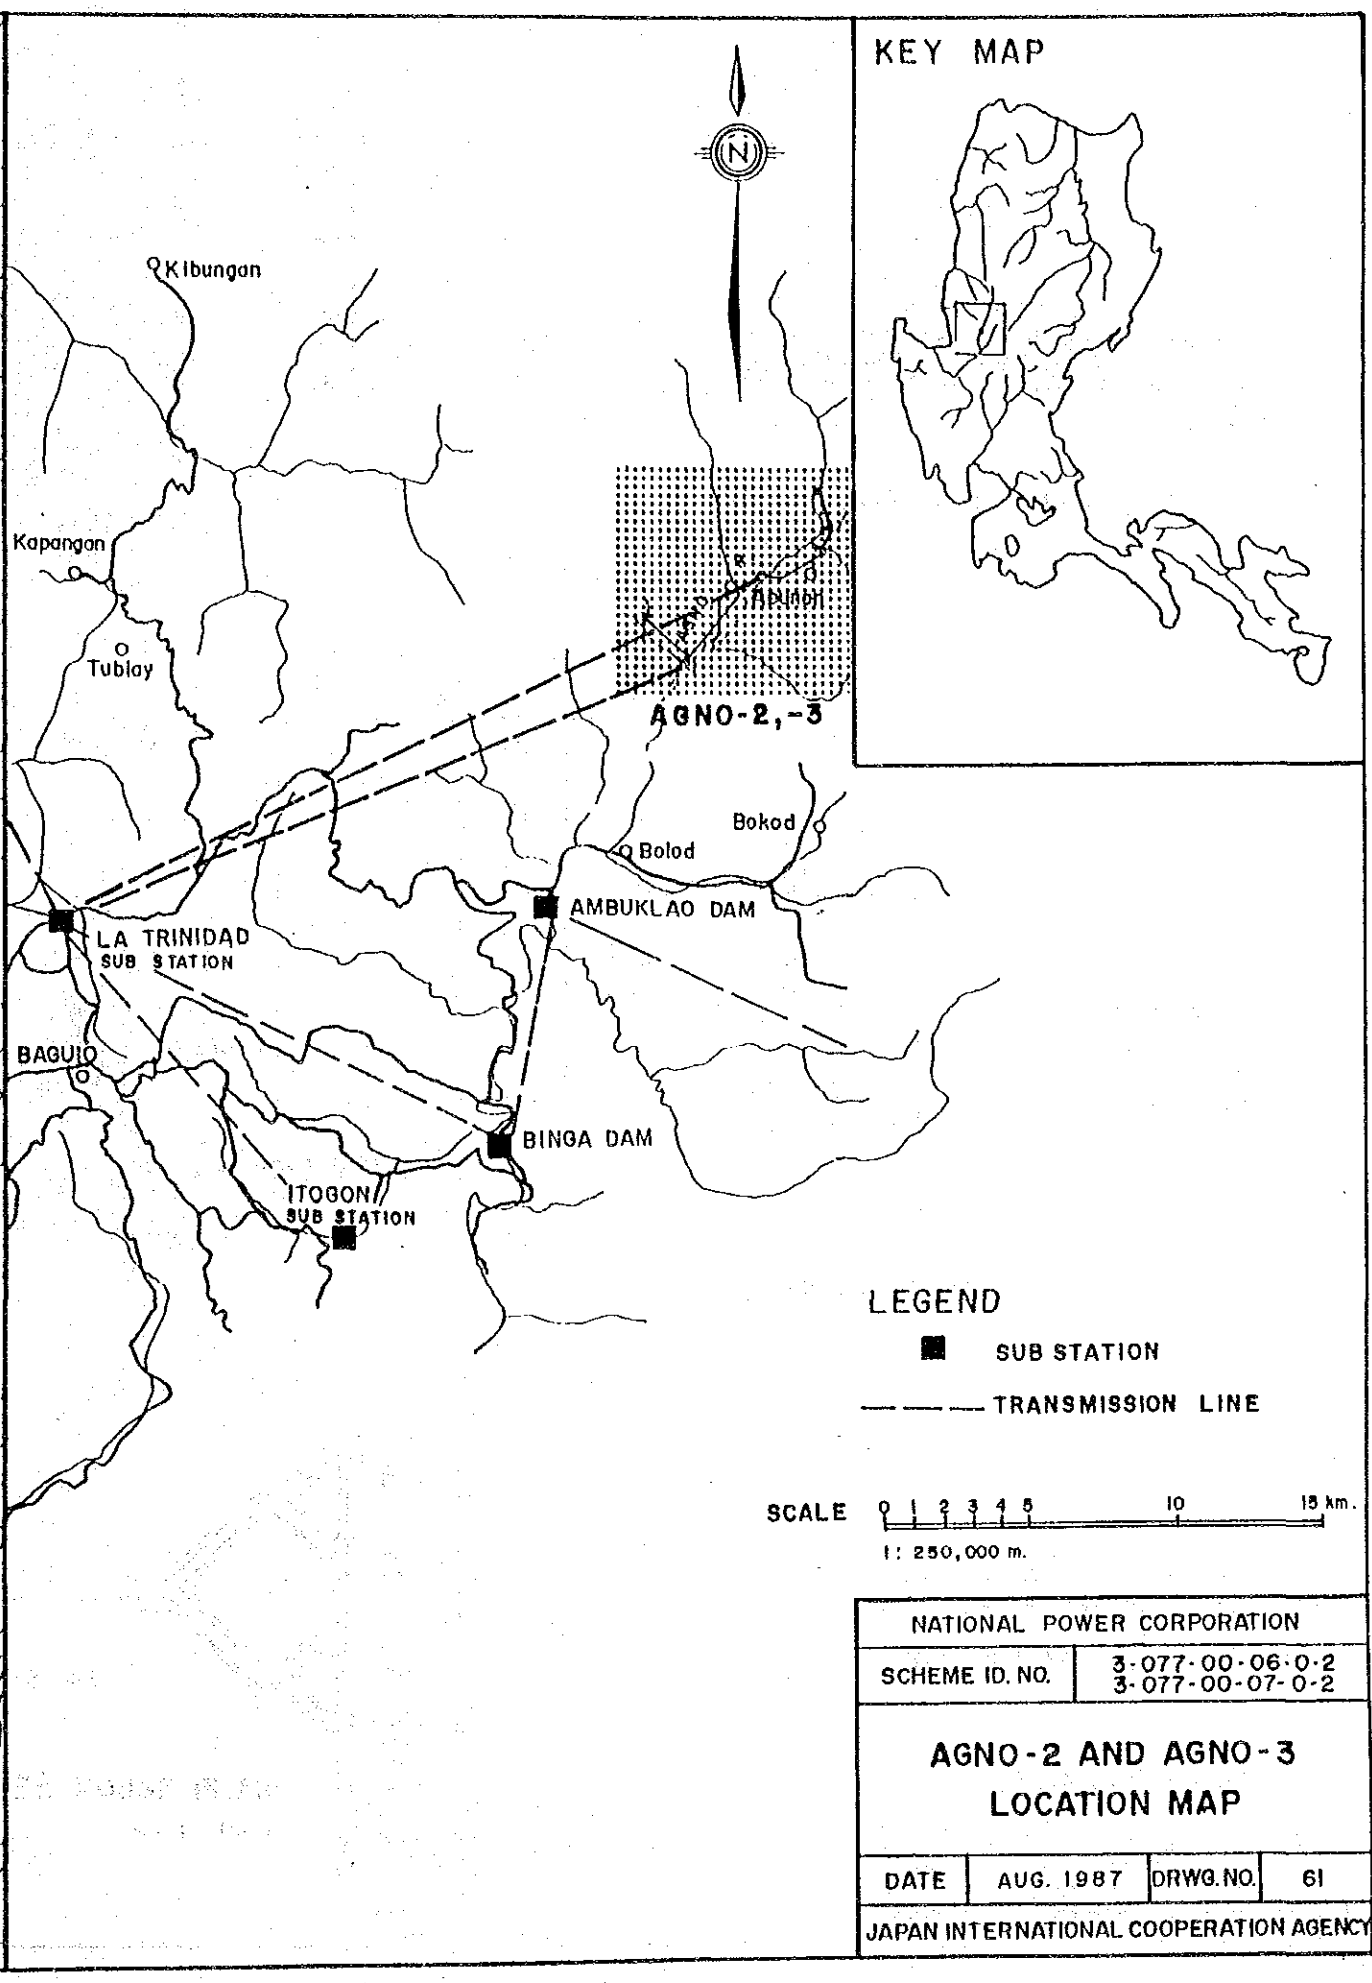 KEY MAP
N
Kibungan
Kapangan
Tublay
R.
AGNO
AGNO-2,-3
Bokod
Bolod
AMBUKLAO DAM
LA TRINIDAD
SUB STATION
BAGUIO
BINGA DAM
ITOGON
SUB STATION
LEGEND
SUB STATION
TRANSMISSION LINE
SCALE 0 1 2 3 4 5 10 15 km.
1: 250,000 m.
NATIONAL POWER CORPORATION
SCHEME ID. NO. 3-077-00-06-0-2
3-077-00-07-0-2
AGNO-2 AND AGNO-3
LOCATION MAP
DATE AUG. 1987 DRWG. NO. 61
JAPAN INTERNATIONAL COOPERATION AGENCY